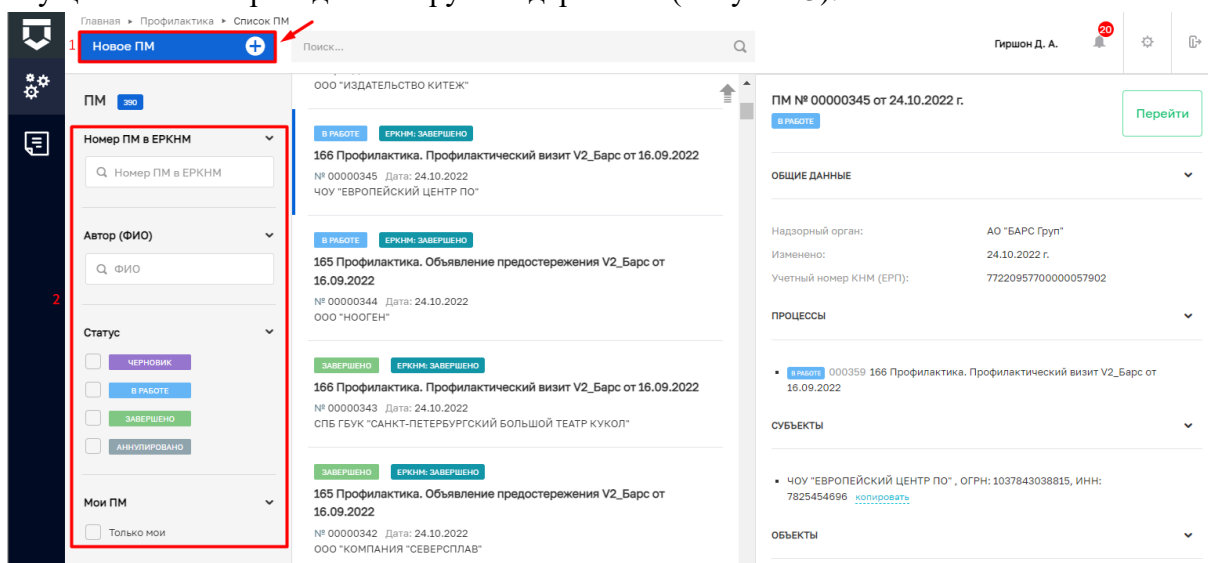 Главная ▸ Профилактика ▸ Список ПМ
1
Новое ПМ
Поиск...
Гиршон Д. А.
20
ПМ 390
Номер ПМ в ЕРКНМ
Номер ПМ в ЕРКНМ
Автор (ФИО)
ФИО
2
Статус
ЧЕРНОВИК
В РАБОТЕ
ЗАВЕРШЕНО
АННУЛИРОВАНО
Мои ПМ
Только мои
ООО "ИЗДАТЕЛЬСТВО КИТЕЖ"
В РАБОТЕ ЕРКНМ: ЗАВЕРШЕНО
166 Профилактика. Профилактический визит V2_Барс от 16.09.2022
№ 00000345 Дата: 24.10.2022
ЧОУ "ЕВРОПЕЙСКИЙ ЦЕНТР ПО"
В РАБОТЕ ЕРКНМ: ЗАВЕРШЕНО
165 Профилактика. Объявление предостережения V2_Барс от
16.09.2022
№ 00000344 Дата: 24.10.2022
ООО "НООГЕН"
ЗАВЕРШЕНО ЕРКНМ: ЗАВЕРШЕНО
166 Профилактика. Профилактический визит V2_Барс от 16.09.2022
№ 00000343 Дата: 24.10.2022
СПБ ГБУК "САНКТ-ПЕТЕРБУРГСКИЙ БОЛЬШОЙ ТЕАТР КУКОЛ"
ЗАВЕРШЕНО ЕРКНМ: ЗАВЕРШЕНО
165 Профилактика. Объявление предостережения V2_Барс от
16.09.2022
№ 00000342 Дата: 24.10.2022
ООО "КОМПАНИЯ "СЕВЕРСПЛАВ"
ПМ № 00000345 от 24.10.2022 г.
В РАБОТЕ
Перейти
ОБЩИЕ ДАННЫЕ
Надзорный орган: АО "БАРС Груп"
Изменено: 24.10.2022 г.
Учетный номер КНМ (ЕРП): 77220957700000057902
ПРОЦЕССЫ
▪ В РАБОТЕ 000359 166 Профилактика. Профилактический визит V2_Барс от
16.09.2022
СУБЪЕКТЫ
▪ ЧОУ "ЕВРОПЕЙСКИЙ ЦЕНТР ПО" , ОГРН: 1037843038815, ИНН:
7825454696 копировать
ОБЪЕКТЫ